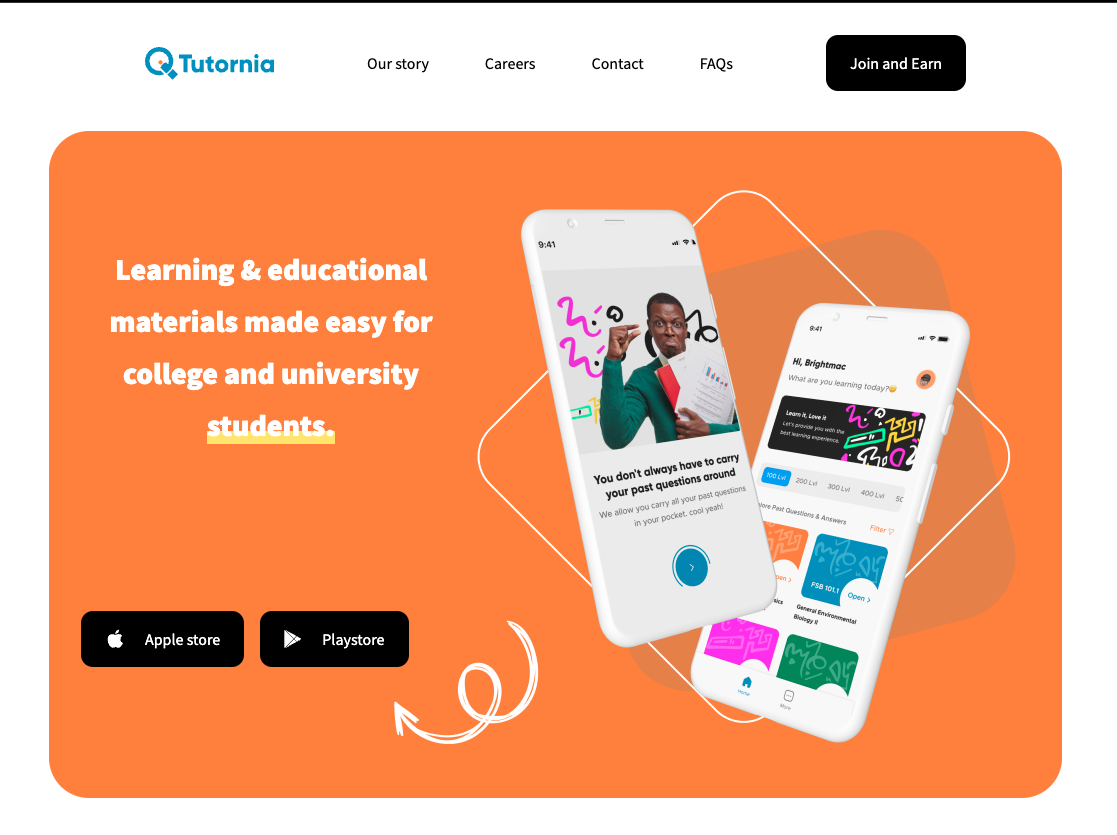 Tutornia
Our story
Careers
Contact
FAQs
Join and Earn
Learning & educational
materials made easy for
college and university
students.
Apple store
Playstore
9:41
You don't always have to carry
your past questions around
We allow you carry all your past questions
in your pocket. cool yeah!
9:41
Hi, Brightmac
What are you learning today?😄
Learn it, Love it
Let's provide you with the
best learning experience.
100 Lvl
200 Lvl
300 Lvl
400 Lvl
Past Questions & Answers
Filter
FSB 101.1
Open >
General Environmental
Biology II
Home
More